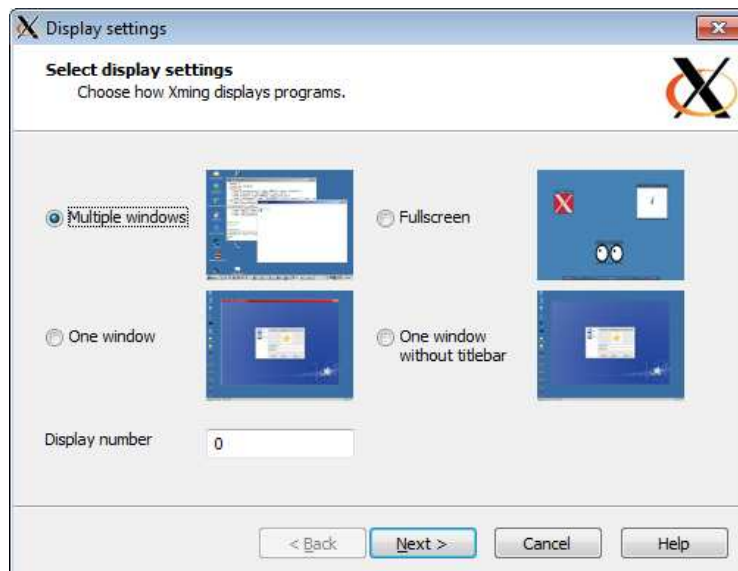 Display settings
Select display settings
Choose how Xming displays programs.
Multiple windows
Fullscreen
One window
One window
without titlebar
Display number
0
< Back
Next >
Cancel
Help